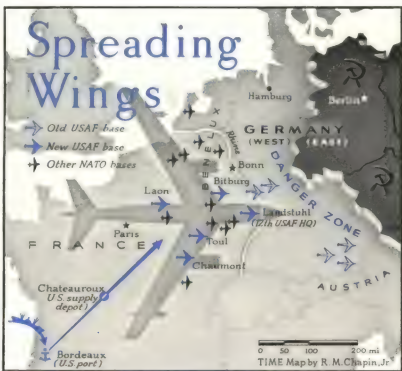 Spreading
Wings
Old USAF base
New USAF base
Other NATO bases
Hamburg
Berlin
BENELUX
Rhine
GERMANY
(WEST) (EAST)
Bonn
DANGER ZONE
Bitburg
Laon
Landstuhl
(12th USAF HQ)
Paris
FRANCE
Toul
Chaumont
AUSTRIA
Chateauroux
U.S. supply
depot
Bordeaux
(U.S. port)
0 50 100 200 mi
TIME Map by R. M. Chapin, Jr.